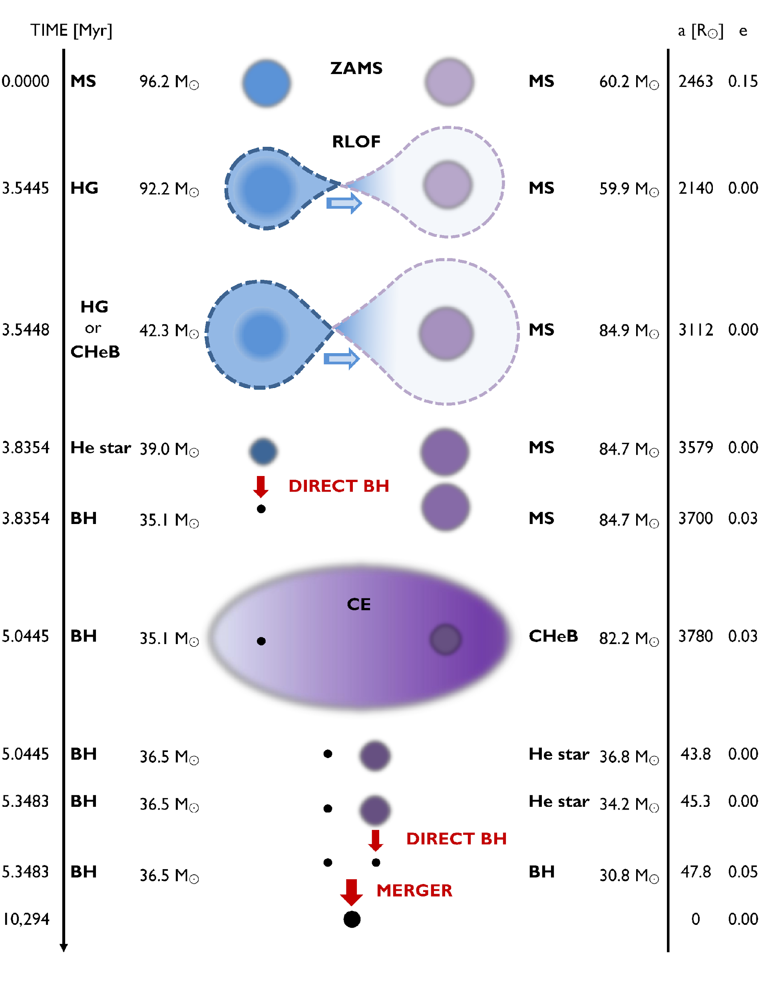 TIME [Myr] a [R☉] e
ZAMS
0.0000 MS 96.2 M☉ MS 60.2 M☉ 2463 0.15
RLOF
3.5445 HG 92.2 M☉ MS 59.9 M☉ 2140 0.00
HG
or
3.5448 42.3 M☉ MS 84.9 M☉ 3112 0.00
CHeB
3.8354 He star 39.0 M☉ MS 84.7 M☉ 3579 0.00
DIRECT BH
3.8354 BH 35.1 M☉ MS 84.7 M☉ 3700 0.03
CE
5.0445 BH 35.1 M☉ CHeB 82.2 M☉ 3780 0.03
5.0445 BH 36.5 M☉ He star 36.8 M☉ 43.8 0.00
5.3483 BH 36.5 M☉ He star 34.2 M☉ 45.3 0.00
DIRECT BH
5.3483 BH 36.5 M☉ BH 30.8 M☉ 47.8 0.05
MERGER
10,294 0 0.00